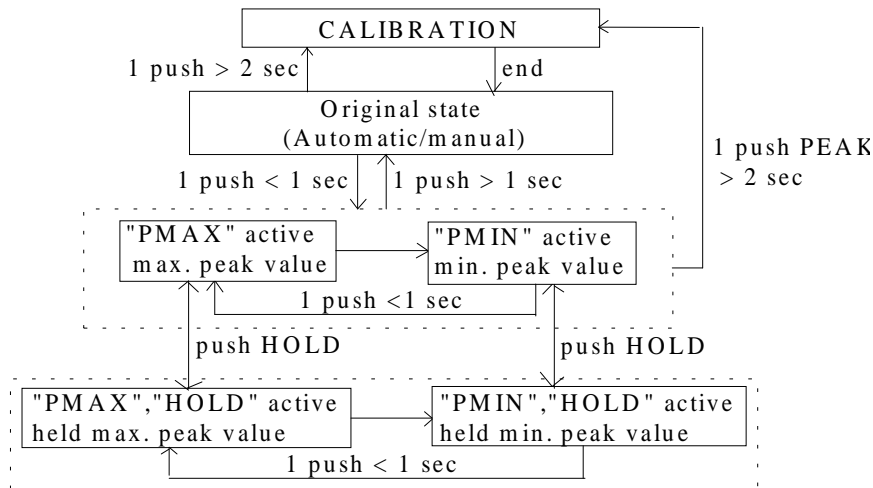 CALIBRATION
1 push > 2 sec
end
Original state
(Automatic/manual)
1 push PEAK
> 2 sec
1 push < 1 sec
1 push > 1 sec
"PMAX" active
max. peak value
"PMIN" active
min. peak value
1 push <1 sec
push HOLD
push HOLD
"PMAX","HOLD" active
held max. peak value
"PMIN","HOLD" active
held min. peak value
1 push < 1 sec